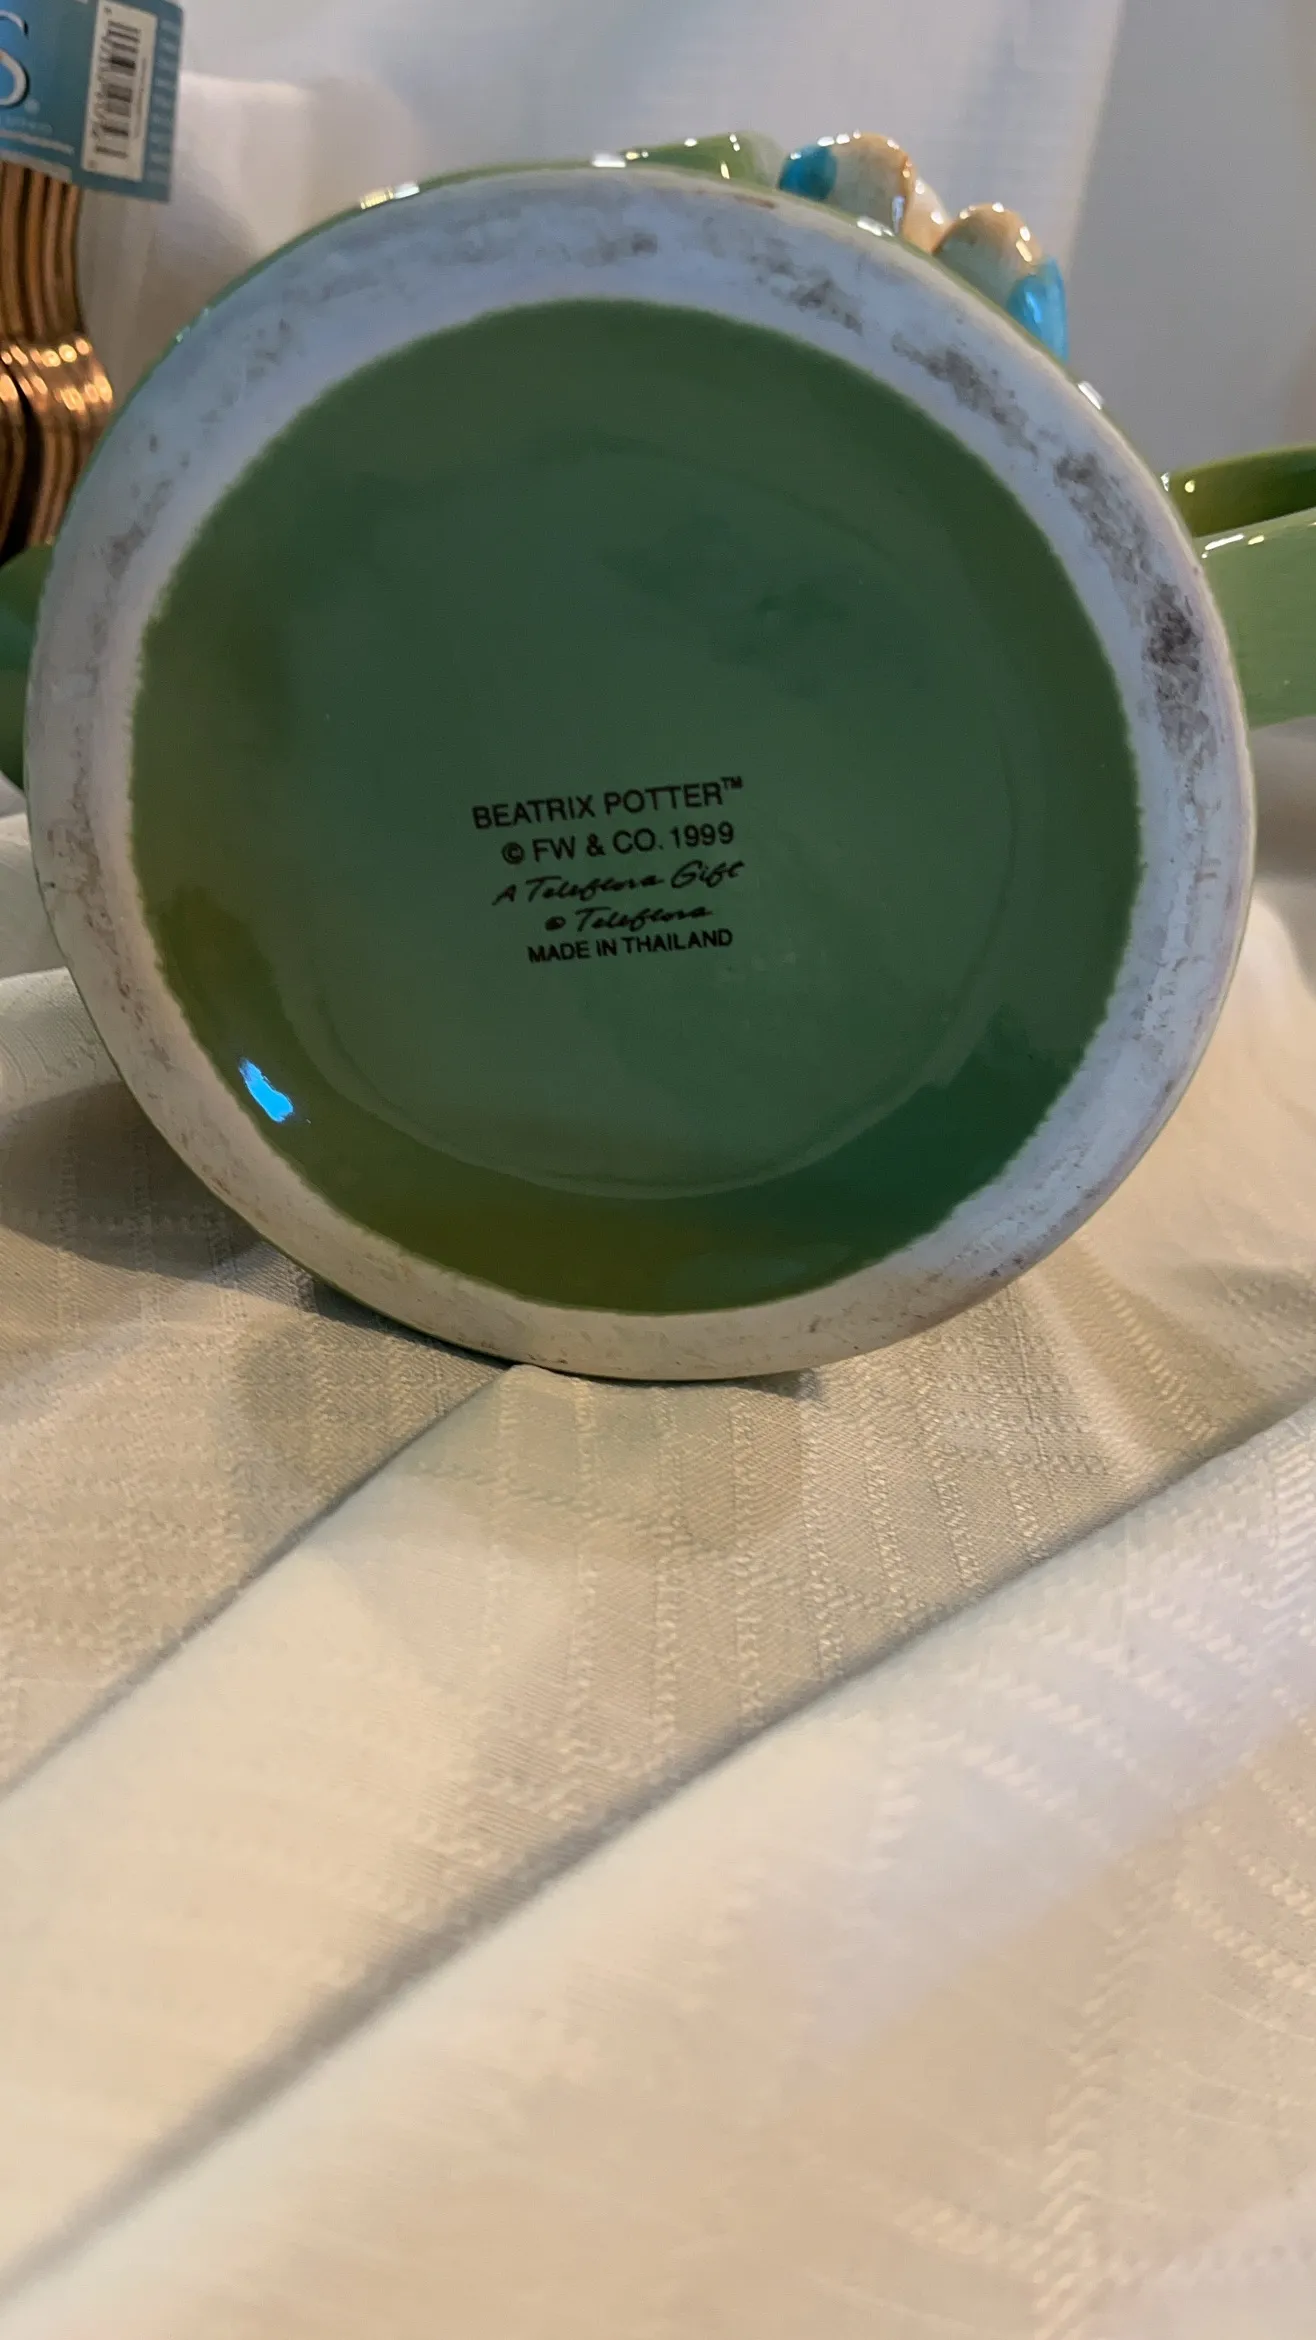 S
BEATRIX POTTER™
© FW & CO. 1999
A Teleflora Gift
© Teleflora
MADE IN THAILAND